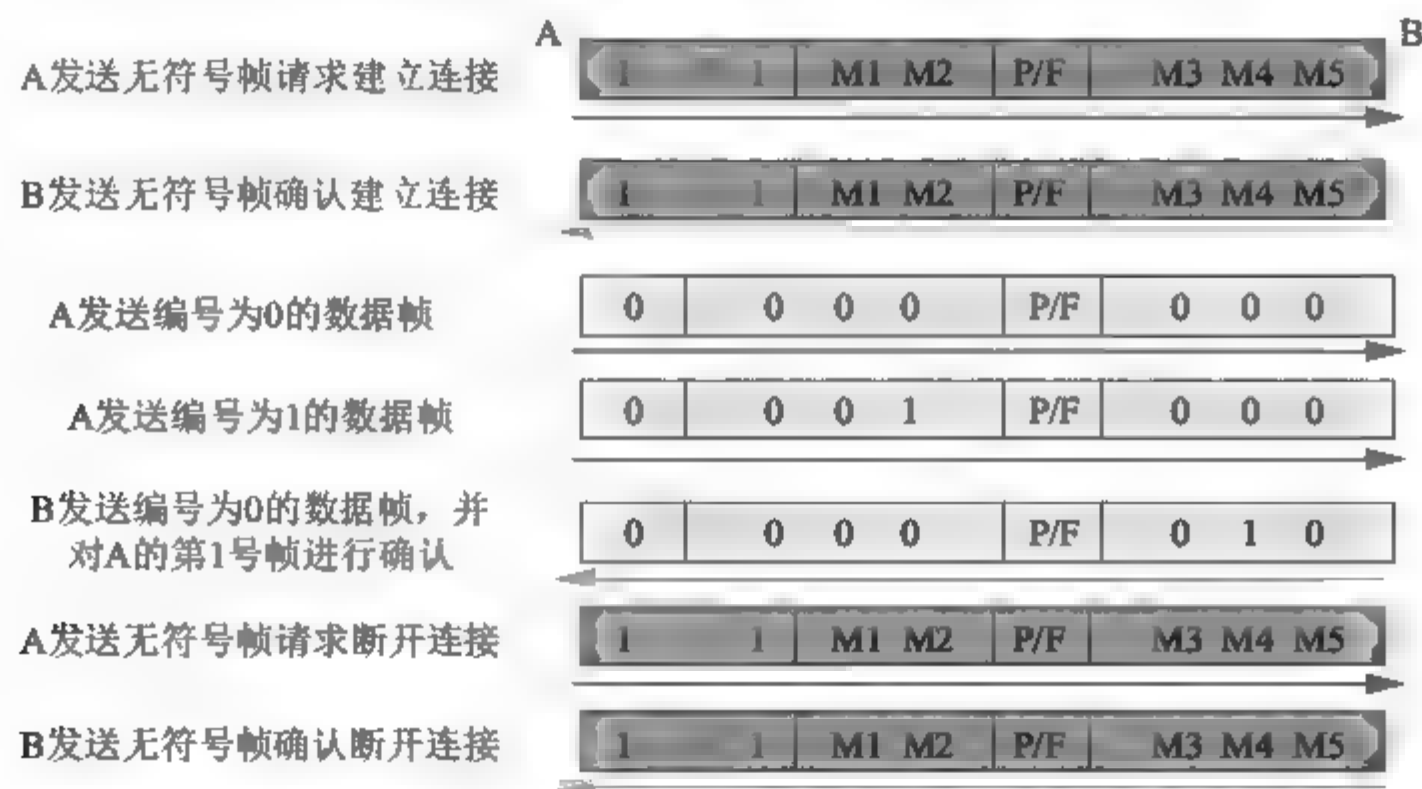 A B
A发送无符号帧请求建立连接 1 1 M1 M2 P/F M3 M4 M5
B发送无符号帧确认建立连接 1 1 M1 M2 P/F M3 M4 M5
A发送编号为0的数据帧 0 0 0 0 P/F 0 0 0
A发送编号为1的数据帧 0 0 0 1 P/F 0 0 0
B发送编号为0的数据帧，并
对A的第1号帧进行确认 0 0 0 0 P/F 0 1 0
A发送无符号帧请求断开连接 1 1 M1 M2 P/F M3 M4 M5
B发送无符号帧确认断开连接 1 1 M1 M2 P/F M3 M4 M5